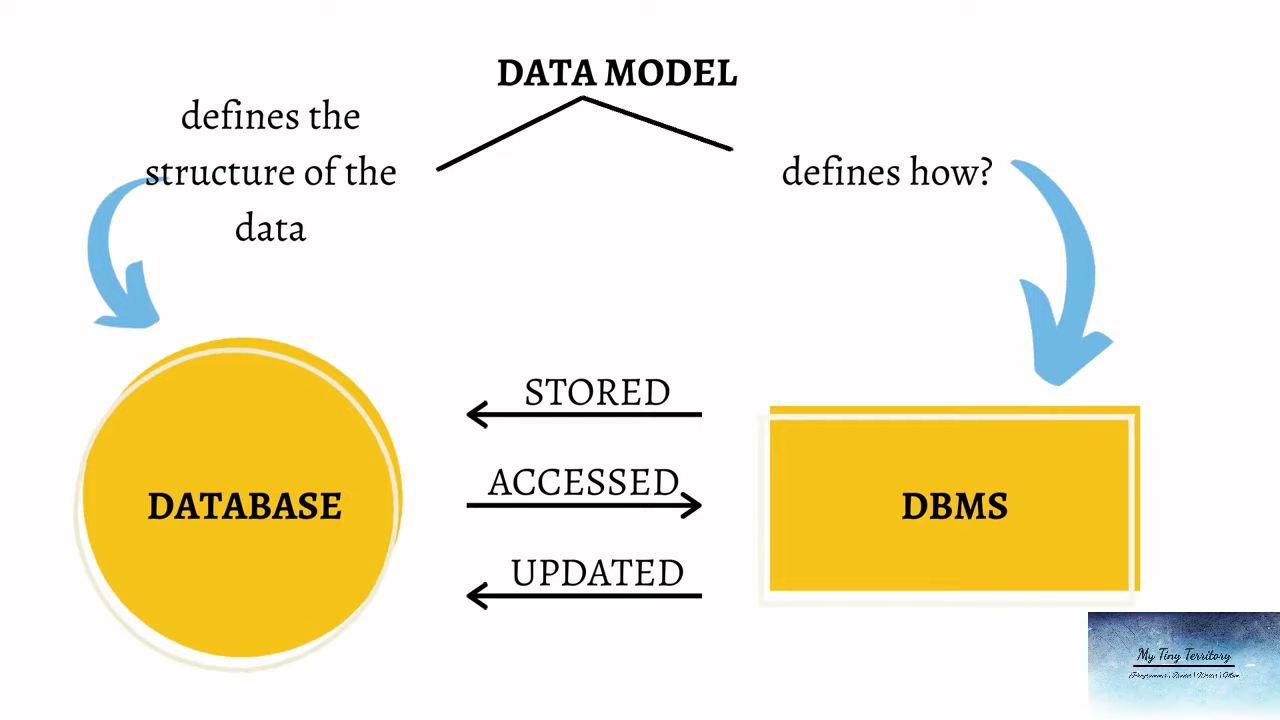 DATA MODEL
defines the
structure of the
data
defines how?
STORED
ACCESSED
UPDATED
DATABASE
DBMS
My Tiny Territory